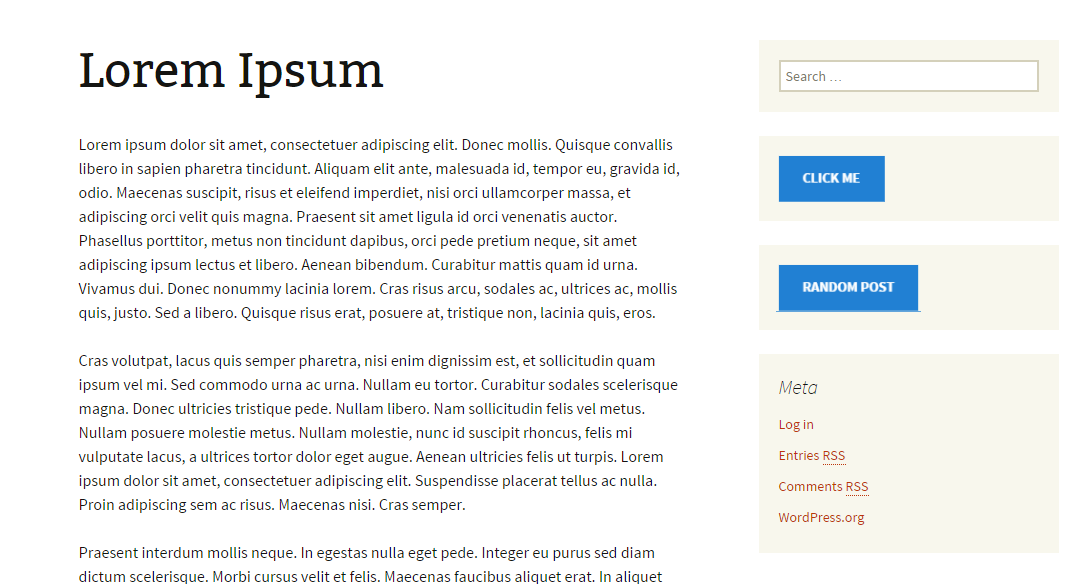 Lorem Ipsum
Lorem ipsum dolor sit amet, consectetuer adipiscing elit. Donec mollis. Quisque convallis
libero in sapien pharetra tincidunt. Aliquam elit ante, malesuada id, tempor eu, gravida id,
odio. Maecenas suscipit, risus et eleifend imperdiet, nisi orci ullamcorper massa, et
adipiscing orci velit quis magna. Praesent sit amet ligula id orci venenatis auctor.
Phasellus porttitor, metus non tincidunt dapibus, orci pede pretium neque, sit amet
adipiscing ipsum lectus et libero. Aenean bibendum. Curabitur mattis quam id urna.
Vivamus dui. Donec nonummy lacinia lorem. Cras risus arcu, sodales ac, ultrices ac, mollis
quis, justo. Sed a libero. Quisque risus erat, posuere at, tristique non, lacinia quis, eros.
Cras volutpat, lacus quis semper pharetra, nisi enim dignissim est, et sollicitudin quam
ipsum vel mi. Sed commodo urna ac urna. Nullam eu tortor. Curabitur sodales scelerisque
magna. Donec ultricies tristique pede. Nullam libero. Nam sollicitudin felis vel metus.
Nullam posuere molestie metus. Nullam molestie, nunc id suscipit rhoncus, felis mi
vulputate lacus, a ultrices tortor dolor eget augue. Aenean ultricies felis ut turpis. Lorem
ipsum dolor sit amet, consectetuer adipiscing elit. Suspendisse placerat tellus ac nulla.
Proin adipiscing sem ac risus. Maecenas nisi. Cras semper.
Praesent interdum mollis neque. In egestas nulla eget pede. Integer eu purus sed diam
dictum scelerisque. Morbi cursus velit et felis. Maecenas faucibus aliquet erat. In aliquet
Search …
CLICK ME
RANDOM POST
Meta
Log in
Entries RSS
Comments RSS
WordPress.org